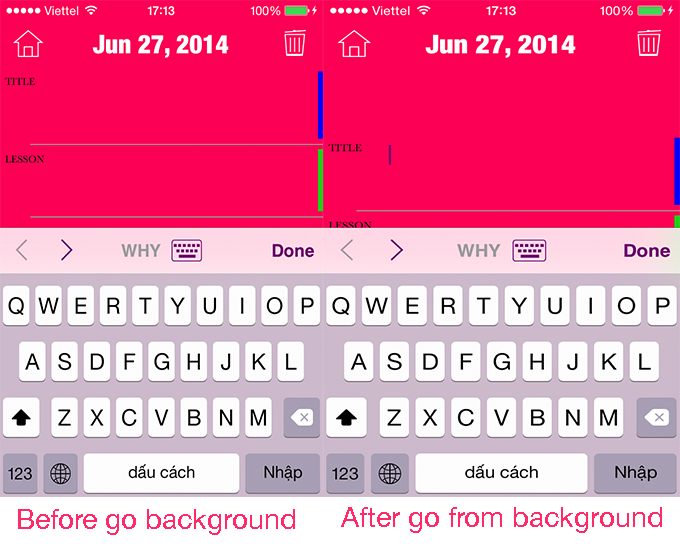 Viettel 17:13 100%
Jun 27, 2014
TITLE
LESSON
WHY Done
Q W E R T Y U I O P
A S D F G H J K L
Z X C V B N M
123 dấu cách Nhập
Before go background
Viettel 17:13 100%
Jun 27, 2014
TITLE
LESSON
WHY Done
Q W E R T Y U I O P
A S D F G H J K L
Z X C V B N M
123 dấu cách Nhập
After go from background